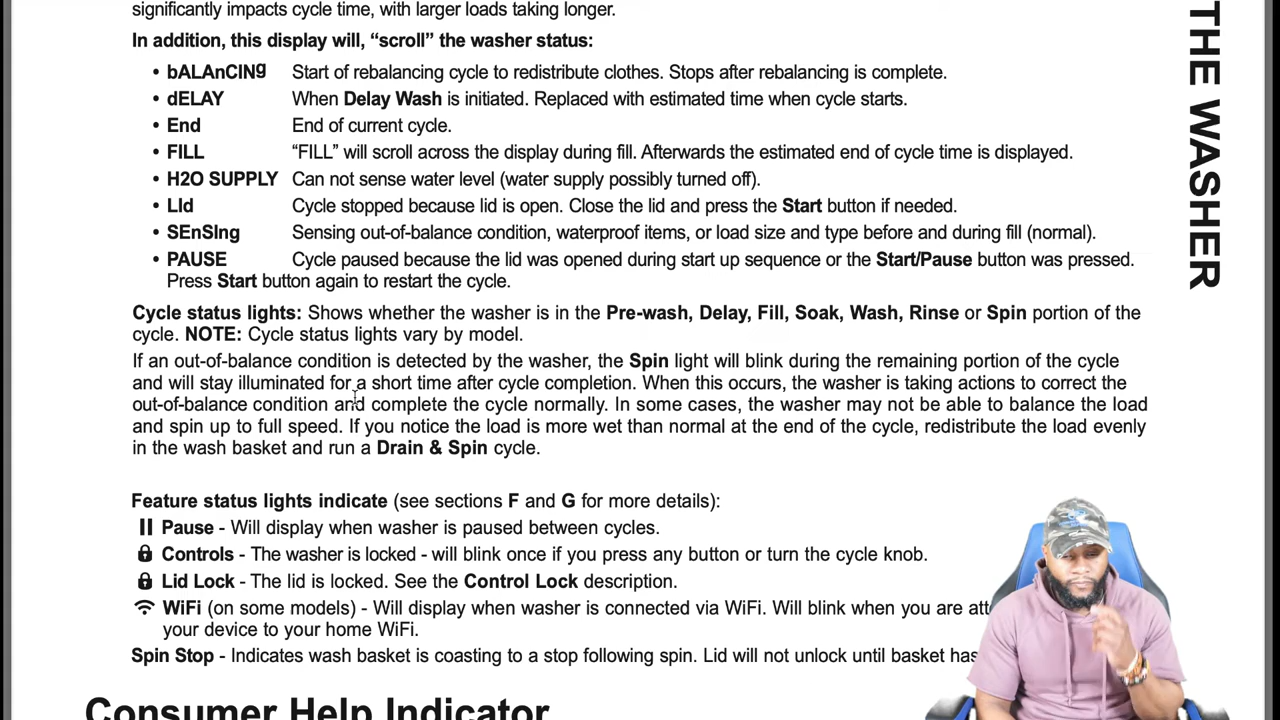 significantly impacts cycle time, with larger loads taking longer.
In addition, this display will, “scroll” the washer status:
• bALAnCINg Start of rebalancing cycle to redistribute clothes. Stops after rebalancing is complete.
• dELAY When Delay Wash is initiated. Replaced with estimated time when cycle starts.
• End End of current cycle.
• FILL “FILL” will scroll across the display during fill. Afterwards the estimated end of cycle time is displayed.
• H2O SUPPLY Can not sense water level (water supply possibly turned off).
• LId Cycle stopped because lid is open. Close the lid and press the Start button if needed.
• SEnSIng Sensing out-of-balance condition, waterproof items, or load size and type before and during fill (normal).
• PAUSE Cycle paused because the lid was opened during start up sequence or the Start/Pause button was pressed.
Press Start button again to restart the cycle.
Cycle status lights: Shows whether the washer is in the Pre-wash, Delay, Fill, Soak, Wash, Rinse or Spin portion of the
cycle. NOTE: Cycle status lights vary by model.
If an out-of-balance condition is detected by the washer, the Spin light will blink during the remaining portion of the cycle
and will stay illuminated for a short time after cycle completion. When this occurs, the washer is taking actions to correct the
out-of-balance condition and complete the cycle normally. In some cases, the washer may not be able to balance the load
and spin up to full speed. If you notice the load is more wet than normal at the end of the cycle, redistribute the load evenly
in the wash basket and run a Drain & Spin cycle.
Feature status lights indicate (see sections F and G for more details):
Pause - Will display when washer is paused between cycles.
Controls - The washer is locked - will blink once if you press any button or turn the cycle knob.
Lid Lock - The lid is locked. See the Control Lock description.
WiFi (on some models) - Will display when washer is connected via WiFi. Will blink when you are
your device to your home WiFi.
Spin Stop - Indicates wash basket is coasting to a stop following spin. Lid will not unlock until basket has
Consumer Help Indicator
THE WASHER